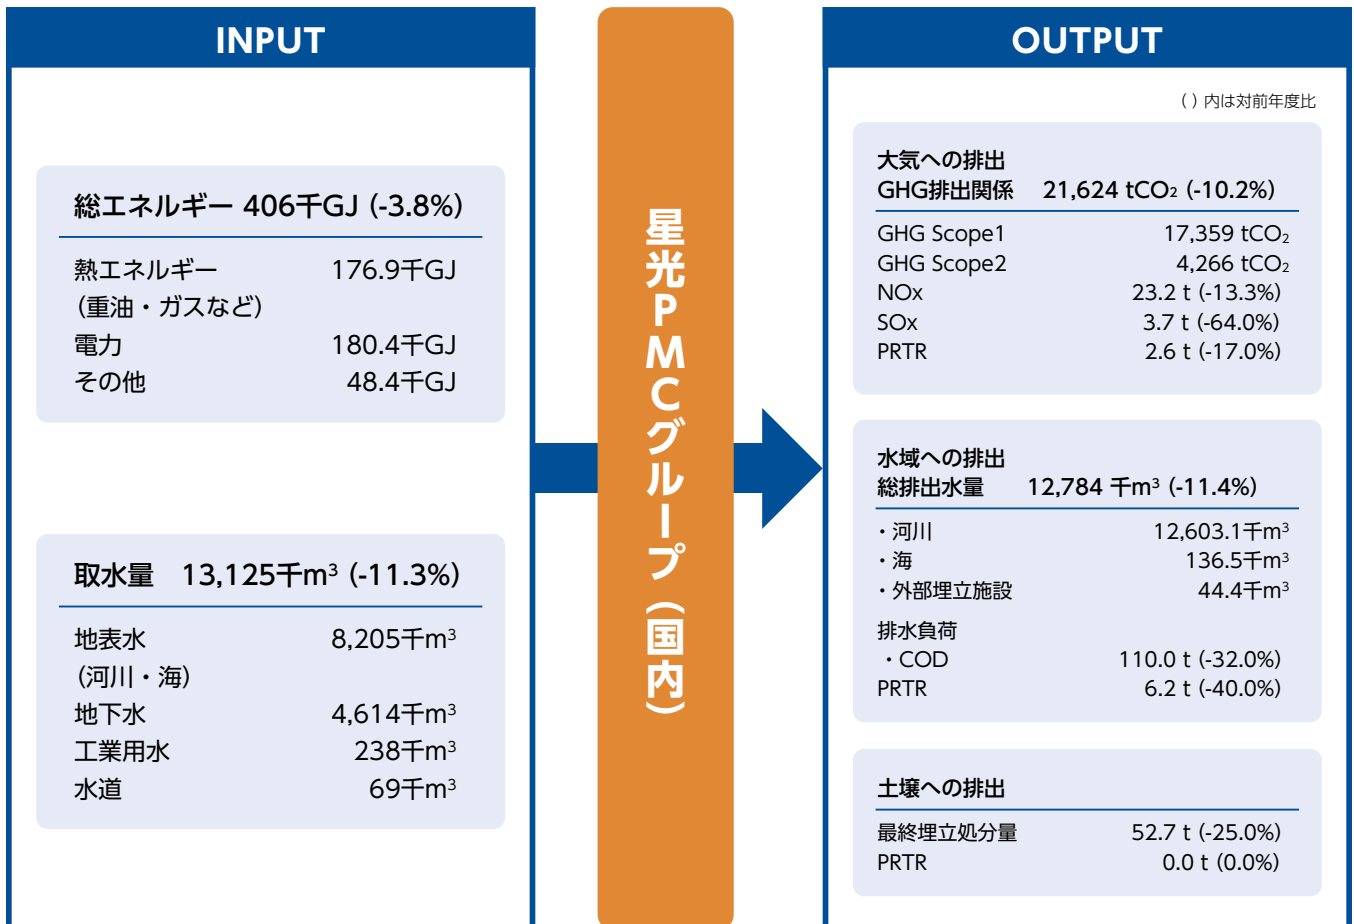 INPUT
総エネルギー 406千GJ (-3.8%)
熱エネルギー 176.9千GJ
(重油・ガスなど)
電力 180.4千GJ
その他 48.4千GJ
取水量 13,125千m³ (-11.3%)
地表水 8,205千m³
(河川・海)
地下水 4,614千m³
工業用水 238千m³
水道 69千m³
星光PMCグループ(国内)
OUTPUT
( ) 内は対前年度比
大気への排出
GHG排出関係 21,624 tCO₂ (-10.2%)
GHG Scope1 17,359 tCO₂
GHG Scope2 4,266 tCO₂
NOx 23.2 t (-13.3%)
SOx 3.7 t (-64.0%)
PRTR 2.6 t (-17.0%)
水域への排出
総排出水量 12,784 千m³ (-11.4%)
・河川 12,603.1千m³
・海 136.5千m³
・外部埋立施設 44.4千m³
排水負荷
・COD 110.0 t (-32.0%)
PRTR 6.2 t (-40.0%)
土壌への排出
最終埋立処分量 52.7 t (-25.0%)
PRTR 0.0 t (0.0%)